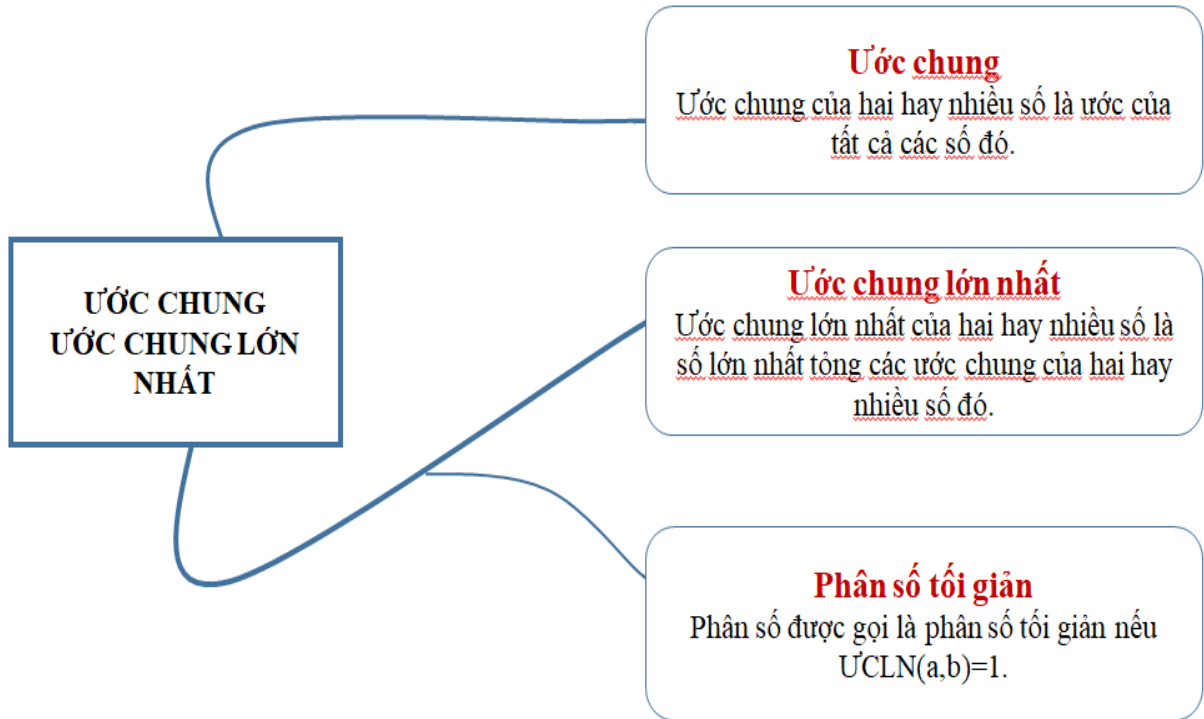 ƯỚC CHUNG
ƯỚC CHUNG LỚN
NHẤT
Ước chung
Ước chung của hai hay nhiều số là ước của
tất cả các số đó.
Ước chung lớn nhất
Ước chung lớn nhất của hai hay nhiều số là
số lớn nhất tỏng các ước chung của hai hay
nhiều số đó.
Phân số tối giản
Phân số được gọi là phân số tối giản nếu
ƯCLN(a,b)=1.